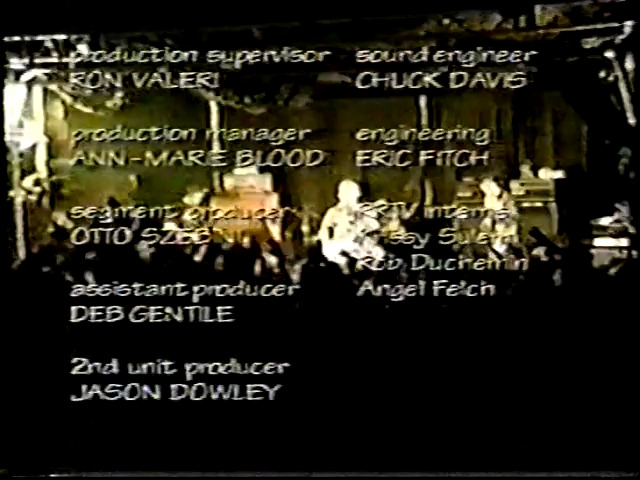 production supervisor
RON VALERI
production manager
ANN-MARIE BLOOD
segment producer
OTTO
assistant producer
DEB GENTILE
2nd unit producer
JASON DOWLEY
sound engineer
CHUCK DAVIS
engineering
ERIC FITCH
Rob Duchemin
Angel Felch